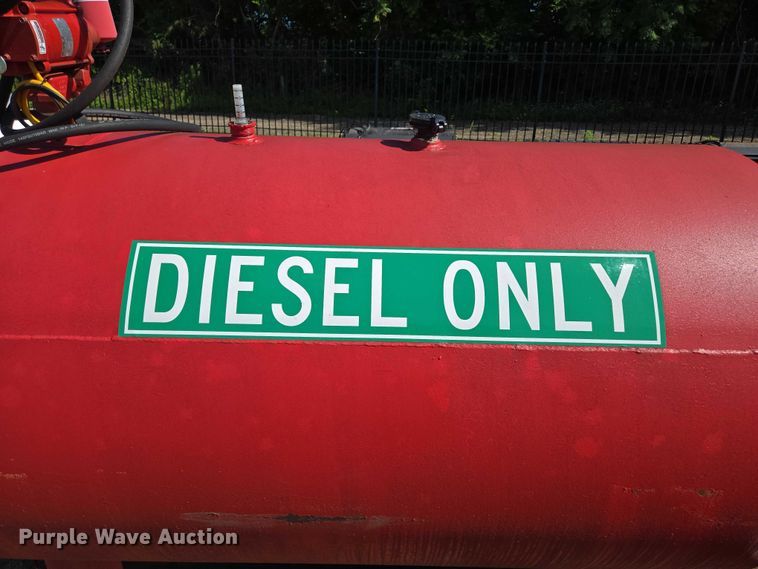 DIESEL ONLY
Purple Wave Auction